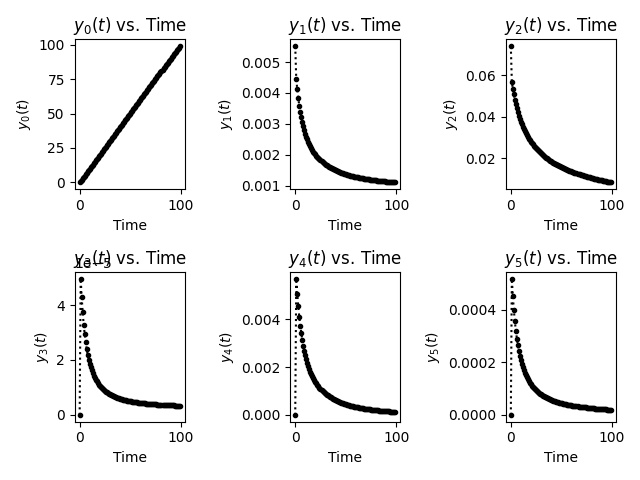 y₀(t) vs. Time
y₁(t) vs. Time
y₂(t) vs. Time
100
75
50
25
0
y₀(t)
0 100
Time
0.005
0.004
0.003
0.002
0.001
y₁(t)
0 100
Time
0.06
0.04
0.02
y₂(t)
0 100
Time
1e−5
y₃(t) vs. Time
y₄(t) vs. Time
y₅(t) vs. Time
4
2
0
y₃(t)
0 100
Time
0.004
0.002
0.000
y₄(t)
0 100
Time
0.0004
0.0002
0.0000
y₅(t)
0 100
Time